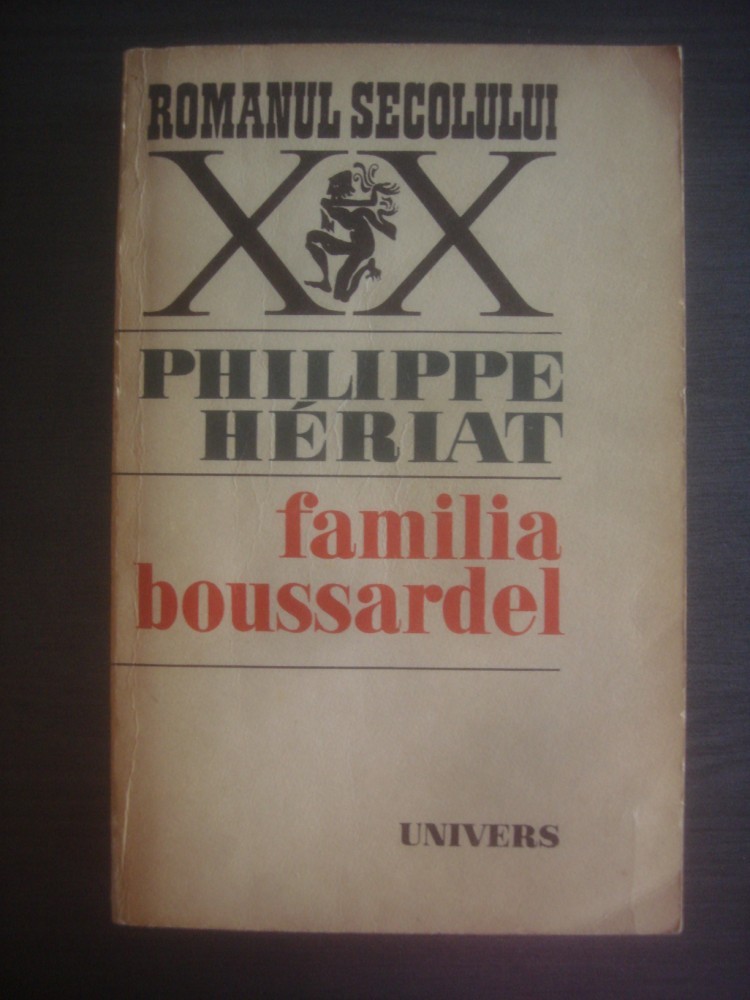 ROMANUL SECOLULUI
XX
PHILIPPE
HÉRIAT
familia
boussardel
UNIVERS